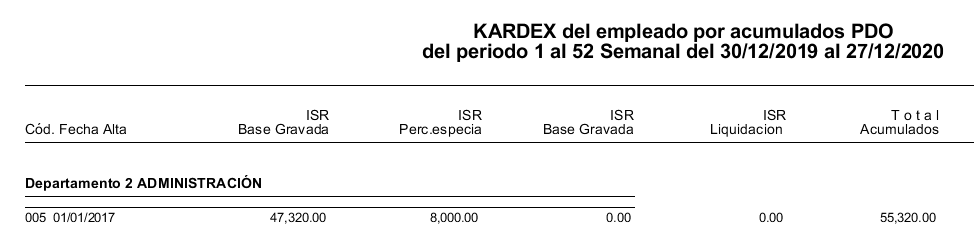 KARDEX del empleado por acumulados PDO
del periodo 1 al 52 Semanal del 30/12/2019 al 27/12/2020
ISR ISR ISR ISR T o t a l
Cód. Fecha Alta Base Gravada Perc.especia Base Gravada Liquidacion Acumulados
Departamento 2 ADMINISTRACIÓN
005 01/01/2017 47,320.00 8,000.00 0.00 0.00 55,320.00